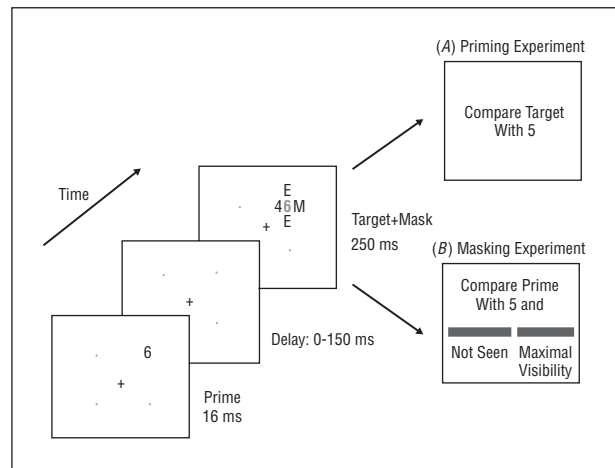 (A) Priming Experiment
Compare Target
With 5
Time
E
46M
E
+
Target+Mask
250 ms
(B) Masking Experiment
Compare Prime
With 5 and
Not Seen
Maximal
Visibility
+
Delay: 0-150 ms
6
+
Prime
16 ms